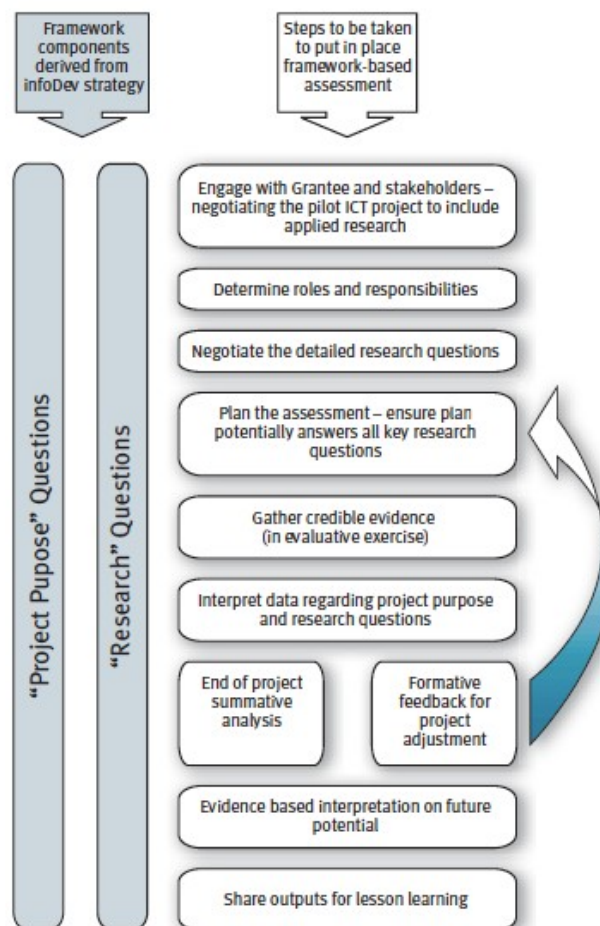 Framework
components
derived from
infoDev strategy
Steps to be taken
to put in place
framework-based
assessment
“Project Pupose” Questions
“Research” Questions
Engage with Grantee and stakeholders –
negotiating the pilot ICT project to include
applied research
Determine roles and responsibilities
Negotiate the detailed research questions
Plan the assessment – ensure plan
potentially answers all key research
questions
Gather credible evidence
(in evaluative exercise)
Interpret data regarding project purpose
and research questions
End of project
summative
analysis
Formative
feedback for
project
adjustment
Evidence based interpretation on future
potential
Share outputs for lesson learning